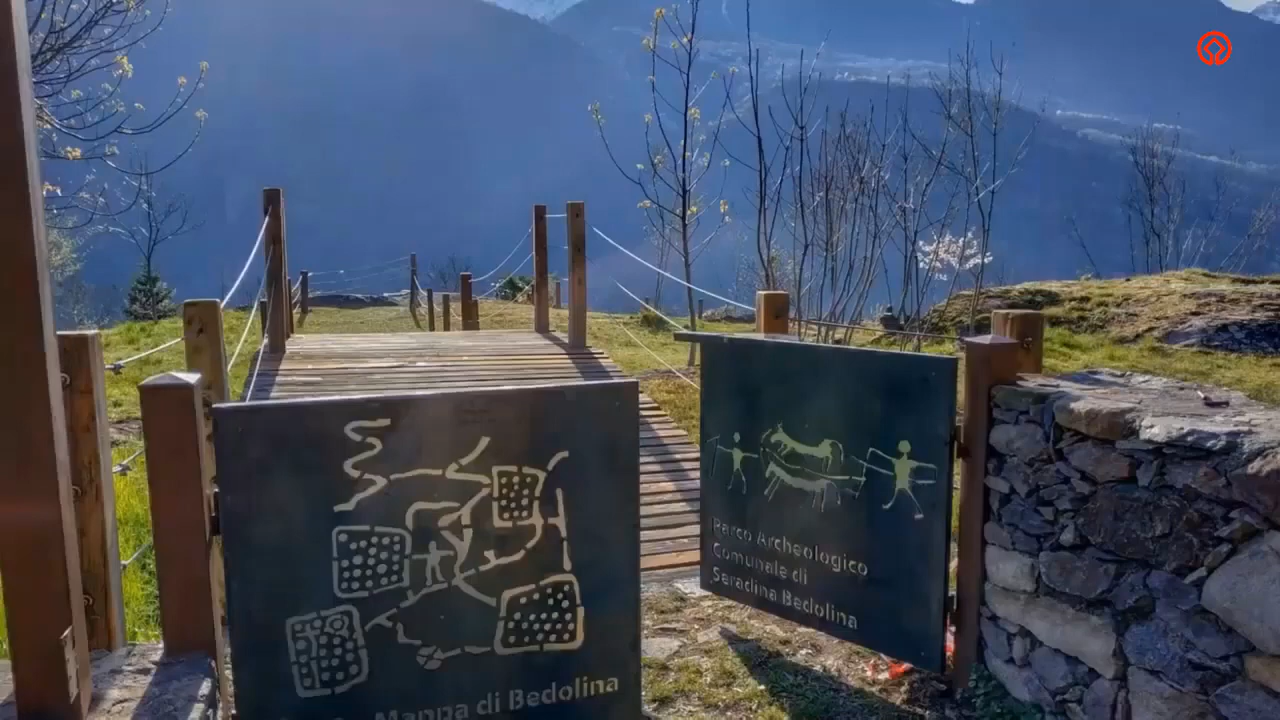 Mappa di Bedolina
Parco Archeologico
Comunale di
Seradina Bedolina